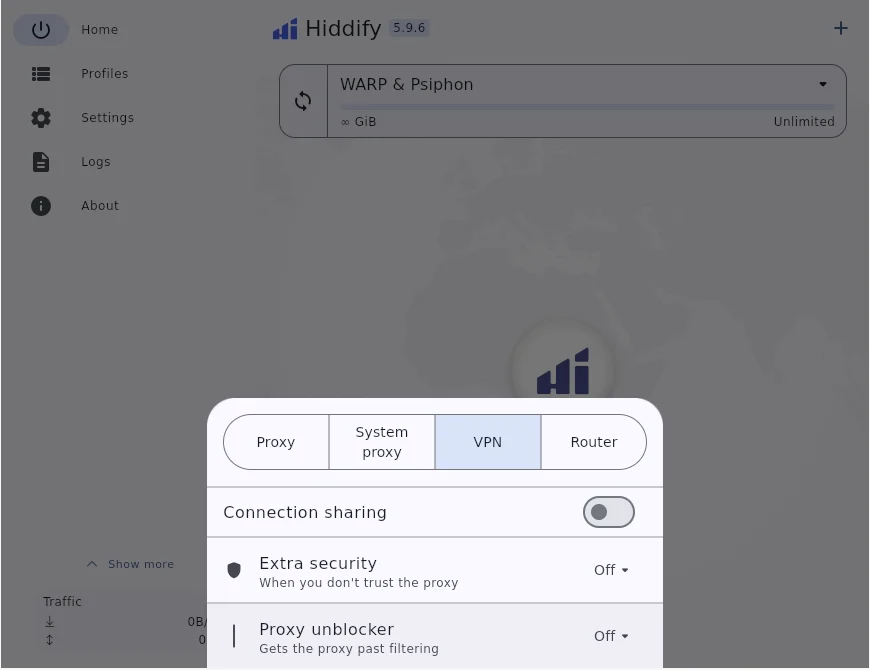 Home
Profiles
Settings
Logs
About
Hiddify 5.9.6
WARP & Psiphon
∞ GiB
Unlimited
Proxy
System proxy
VPN
Router
Connection sharing
Extra security
When you don't trust the proxy
Off
Proxy unblocker
Gets the proxy past filtering
Off
Show more
Traffic
0B/
0